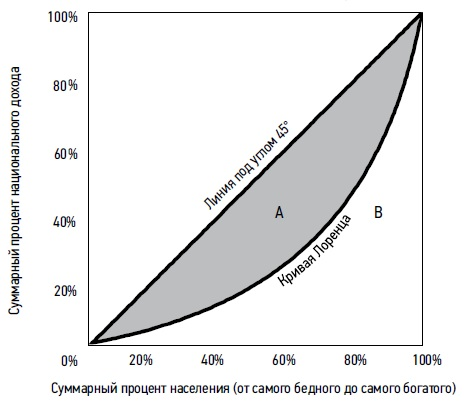 Суммарный процент национального дохода
100%
80%
60%
40%
20%
0%
Линия под углом 45°
A
B
Кривая Лоренца
20%
40%
60%
80%
100%
Суммарный процент населения (от самого бедного до самого богатого)